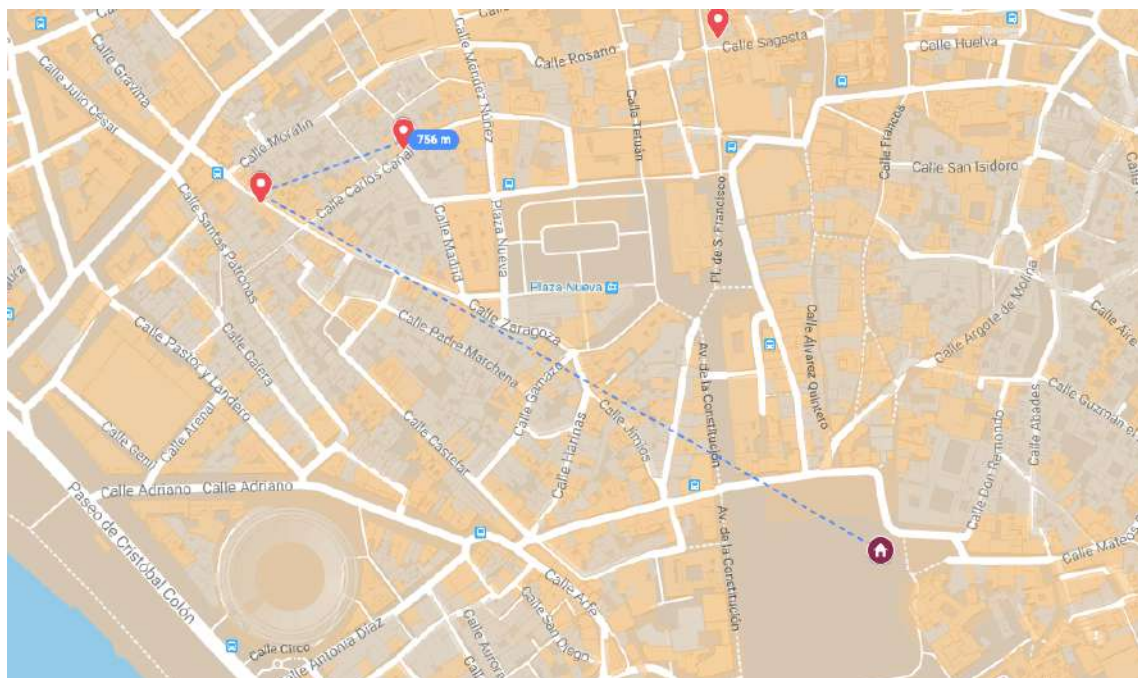 Calle Gravina
Calle Julio César
Calle Moratín
Calle Méndez Núñez
Calle Rosario
Calle Sagasta
Calle Huelva
Calle Tetuán
756 m
Calle Carlos Canal
Calle Francos
Calle San Isidoro
Calle Santas Patronas
Calle Madrid
Plaza Nueva
Pl. de S. Francisco
Plaza Nueva
Calle Zaragoza
Calle Padre Marchena
Calle Argote de Molina
Calle Aire
Calle Álvarez Quintero
Calle Pastor y Landero
Calle Galera
Calle Gamazo
Av. de la Constitución
Calle Guzmán el
Calle Abades
Calle Don Remondo
Calle Arenal
Calle Genil
Calle Castelar
Calle Harinas
Calle Jimios
Calle Adriano
Calle Adriano
Paseo de Cristóbal Colón
Av. de la Constitución
Calle Mateos
Calle Arfe
Calle San Diego
Calle Aurora
Calle Circo
Calle Antonia Díaz